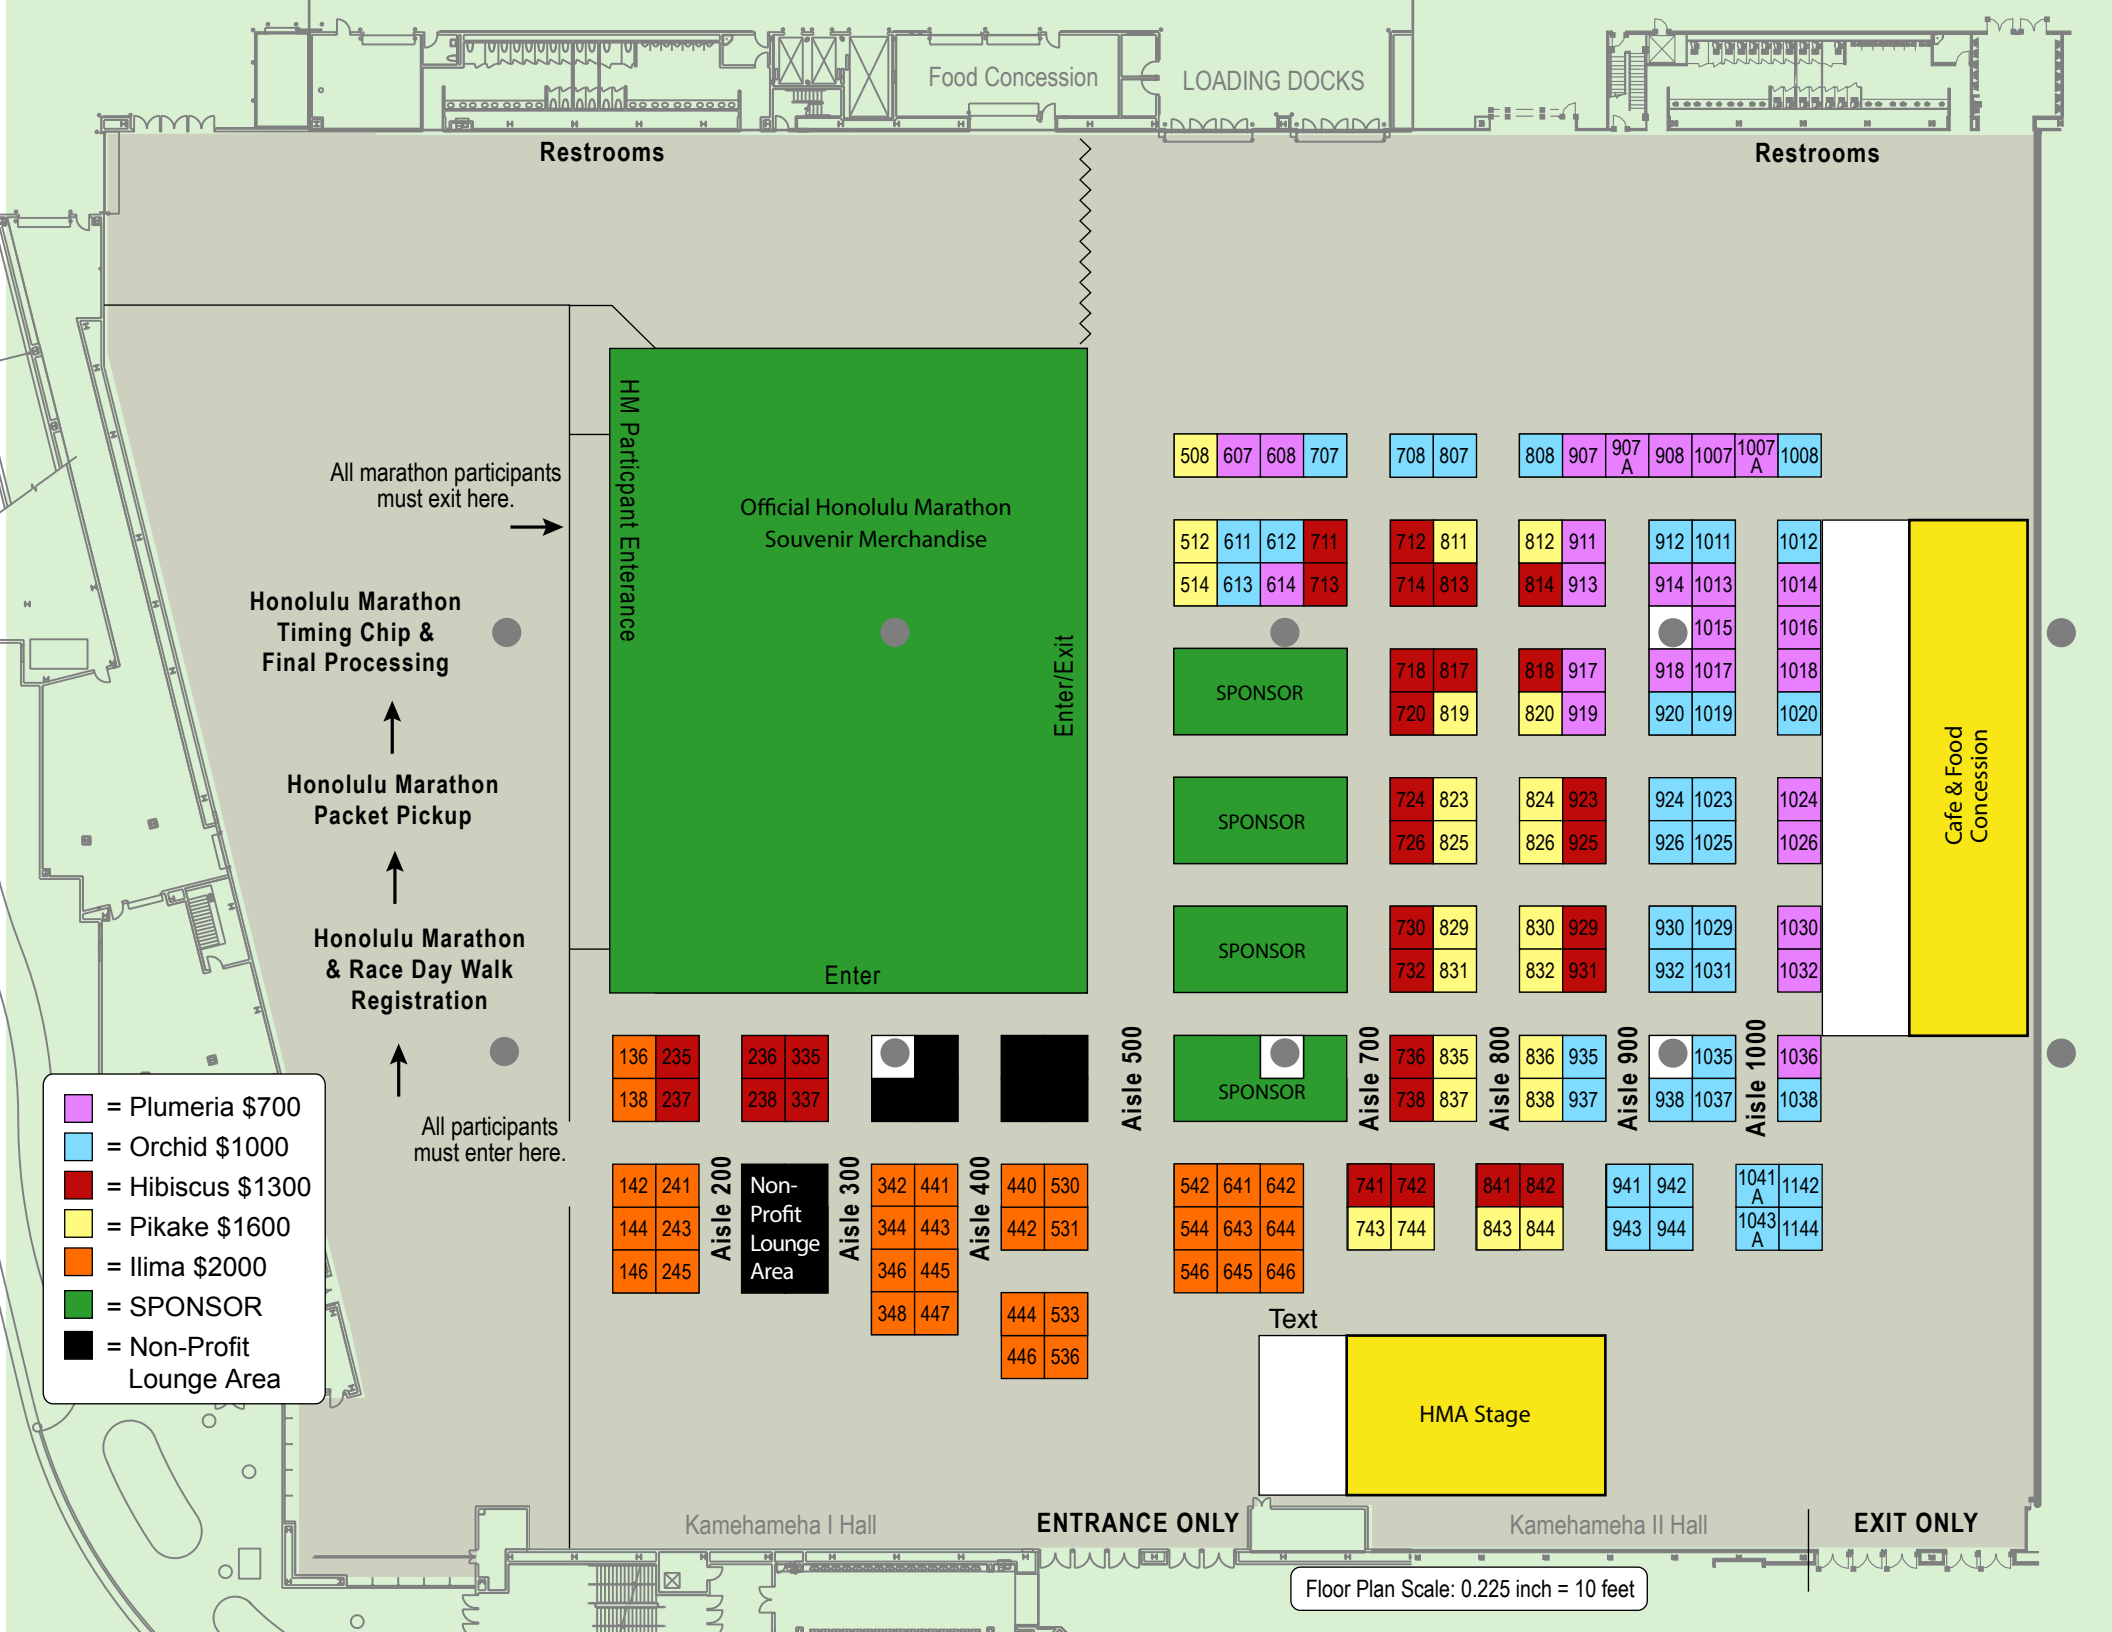 Food Concession
LOADING DOCKS
Restrooms
Restrooms
HM Particpant Enterance
All marathon participants
must exit here.
Official Honolulu Marathon
Souvenir Merchandise
Enter/Exit
Enter
Honolulu Marathon
Timing Chip &
Final Processing
Honolulu Marathon
Packet Pickup
Honolulu Marathon
& Race Day Walk
Registration
All participants
must enter here.
508 607 608 707 708 807 808 907 907 A 908 1007 1007 A 1008
512 611 612 711 712 811 812 911 912 1011 1012
514 613 614 713 714 813 814 913 914 1013 1014
1015 1016
SPONSOR
718 817 818 917 918 1017 1018
720 819 820 919 920 1019 1020
SPONSOR
724 823 824 923 924 1023 1024
726 825 826 925 926 1025 1026
SPONSOR
730 829 830 929 930 1029 1030
732 831 832 931 932 1031 1032
Cafe & Food
Concession
136 235 236 335
138 237 238 337
Aisle 500
SPONSOR
Aisle 700
736 835
738 837
Aisle 800
836 935
838 937
Aisle 900
1035
938 1037
Aisle 1000
1036
1038
142 241
144 243
146 245
Aisle 200
Non-
Profit
Lounge
Area
Aisle 300
342 441
344 443
346 445
348 447
Aisle 400
440 530
442 531
444 533
446 536
542 641 642
544 643 644
546 645 646
741 742 841 842 941 942 1041 A 1142
743 744 843 844 943 944 1043 A 1144
Text
HMA Stage
= Plumeria $700
= Orchid $1000
= Hibiscus $1300
= Pikake $1600
= Ilima $2000
= SPONSOR
= Non-Profit
Lounge Area
Kamehameha I Hall
ENTRANCE ONLY
Kamehameha II Hall
EXIT ONLY
Floor Plan Scale: 0.225 inch = 10 feet